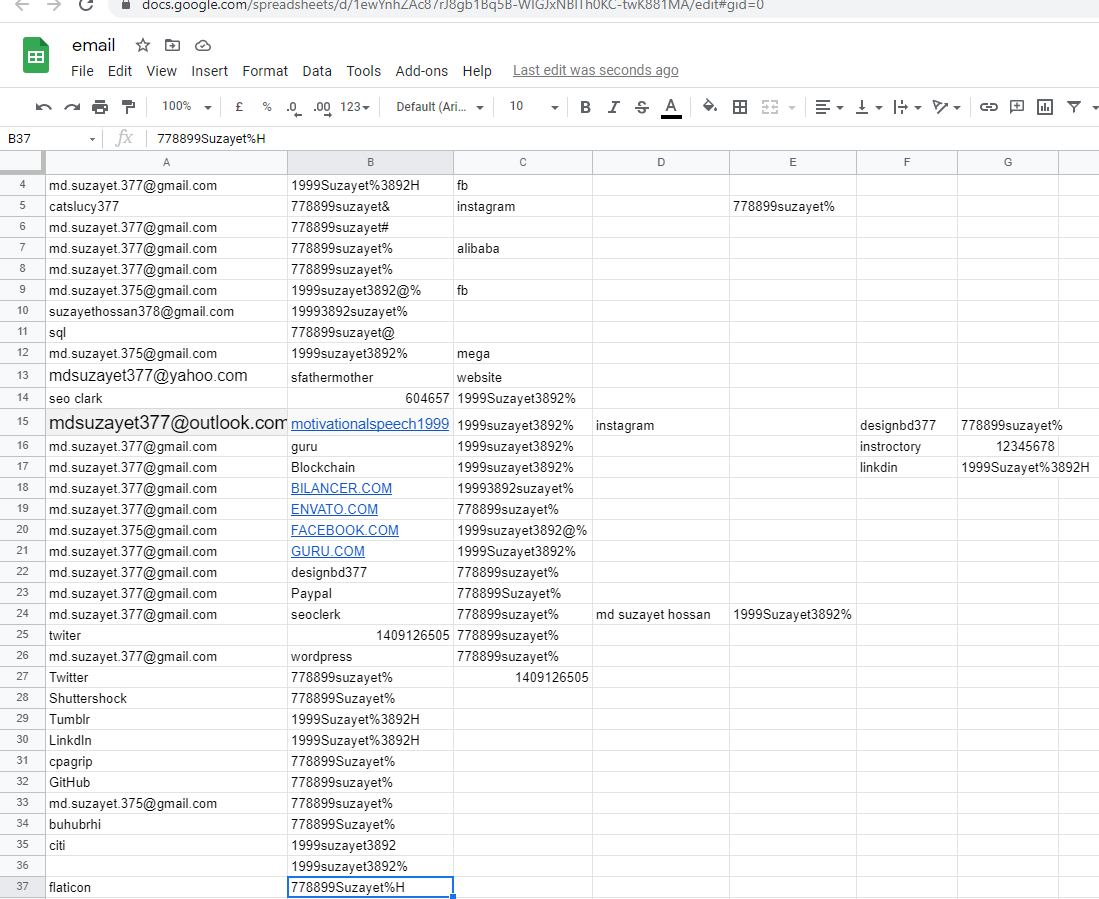 docs.google.com/spreadsheets/d/1ewYnhZAc87rJ8gb1Bq5B-WIGJxNBlTh0KC-twK881MA/edit#gid=0
email
File Edit View Insert Format Data Tools Add-ons Help Last edit was seconds ago
100% £ % .0 .00 123 Default (Ari... 10 B I S A
B37 fx 778899Suzayet%H
A B C D E F G
4 md.suzayet.377@gmail.com 1999Suzayet%3892H fb
5 catslucy377 778899suzayet& instagram 778899suzayet%
6 md.suzayet.377@gmail.com 778899suzayet#
7 md.suzayet.377@gmail.com 778899suzayet% alibaba
8 md.suzayet.377@gmail.com 778899suzayet%
9 md.suzayet.375@gmail.com 1999suzayet3892@% fb
10 suzayethossan378@gmail.com 19993892suzayet%
11 sql 778899suzayet@
12 md.suzayet.375@gmail.com 1999suzayet3892% mega
13 mdsuzayet377@yahoo.com sfathermother website
14 seo clark 604657 1999Suzayet3892%
15 mdsuzayet377@outlook.com motivationalspeech1999 1999suzayet3892% instagram designbd377 778899suzayet%
16 md.suzayet.377@gmail.com guru 1999suzayet3892% instroctory 12345678
17 md.suzayet.377@gmail.com Blockchain 1999suzayet3892% linkdin 1999Suzayet%3892H
18 md.suzayet.377@gmail.com BILANCER.COM 19993892suzayet%
19 md.suzayet.377@gmail.com ENVATO.COM 778899suzayet%
20 md.suzayet.375@gmail.com FACEBOOK.COM 1999suzayet3892@%
21 md.suzayet.377@gmail.com GURU.COM 1999Suzayet3892%
22 md.suzayet.377@gmail.com designbd377 778899suzayet%
23 md.suzayet.377@gmail.com Paypal 778899Suzayet%
24 md.suzayet.377@gmail.com seoclerk 778899suzayet% md suzayet hossan 1999Suzayet3892%
25 twiter 1409126505 778899suzayet%
26 md.suzayet.377@gmail.com wordpress 778899suzayet%
27 Twitter 778899suzayet% 1409126505
28 Shuttershock 778899Suzayet%
29 Tumblr 1999Suzayet%3892H
30 LinkdIn 1999Suzayet%3892H
31 cpagrip 778899Suzayet%
32 GitHub 778899suzayet%
33 md.suzayet.375@gmail.com 778899suzayet%
34 buhubrhi 778899Suzayet%
35 citi 1999suzayet3892
36 1999suzayet3892%
37 flaticon 778899Suzayet%H